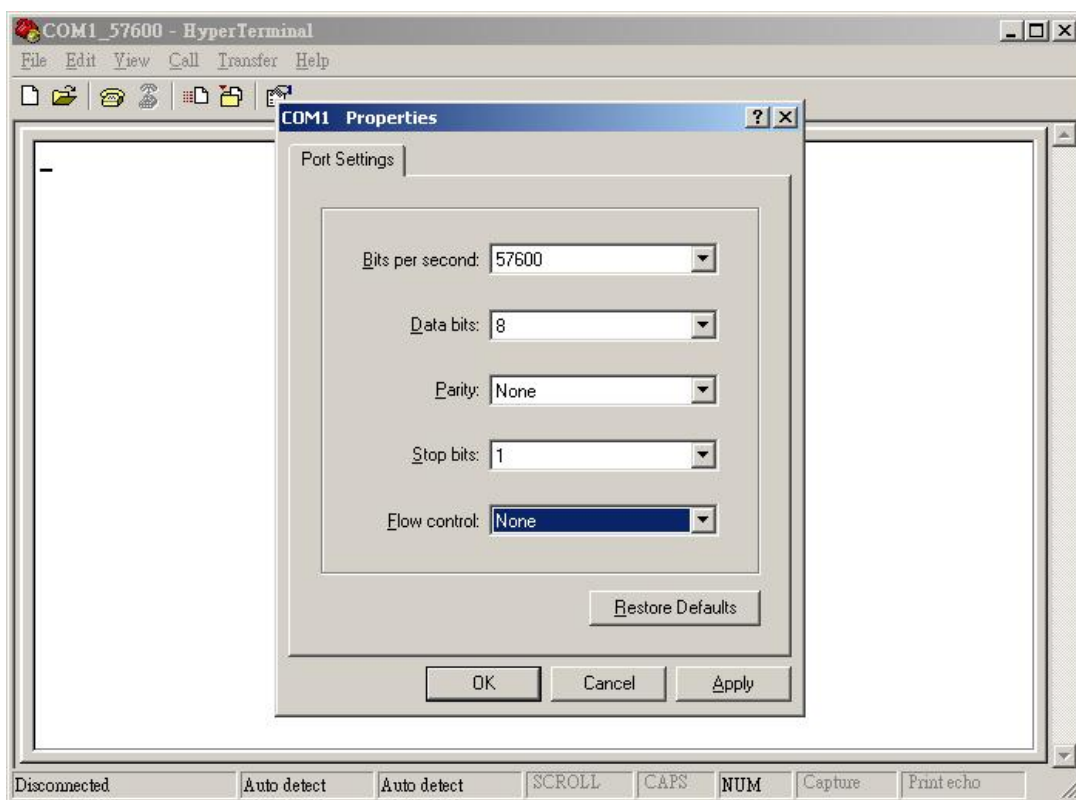 COM1_57600 - HyperTerminal
File Edit View Call Transfer Help
COM1 Properties
Port Settings
Bits per second: 57600
Data bits: 8
Parity: None
Stop bits: 1
Flow control: None
Restore Defaults
OK Cancel Apply
Disconnected Auto detect Auto detect SCROLL CAPS NUM Capture Print echo